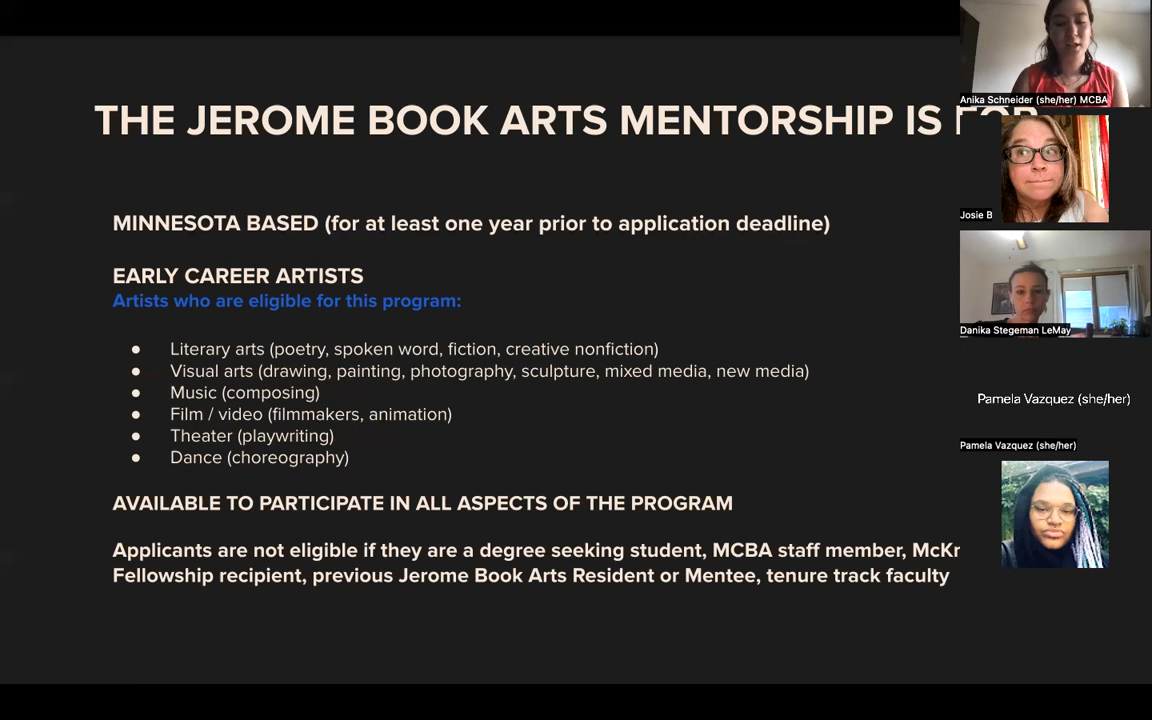 THE JEROME BOOK ARTS MENTORSHIP IS FOR
MINNESOTA BASED (for at least one year prior to application deadline)
EARLY CAREER ARTISTS
Artists who are eligible for this program:
● Literary arts (poetry, spoken word, fiction, creative nonfiction)
● Visual arts (drawing, painting, photography, sculpture, mixed media, new media)
● Music (composing)
● Film / video (filmmakers, animation)
● Theater (playwriting)
● Dance (choreography)
AVAILABLE TO PARTICIPATE IN ALL ASPECTS OF THE PROGRAM
Applicants are not eligible if they are a degree seeking student, MCBA staff member,
Fellowship recipient, previous Jerome Book Arts Resident or Mentee, tenure track faculty
Anika Schneider (she/her) MCBA
Josie B
Danika Stegeman LeMay
Pamela Vazquez (she/her)
Pamela Vazquez (she/her)